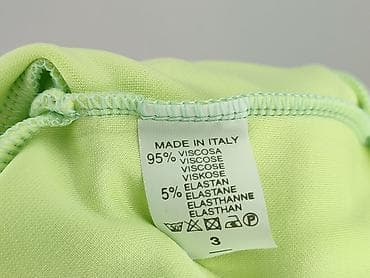 MADE IN ITALY
95% VISCOSA
VISCOSE
VISCOSE
VISKOSE
5% ELASTAN
ELASTANE
ELASTHANNE
ELASTHAN
3